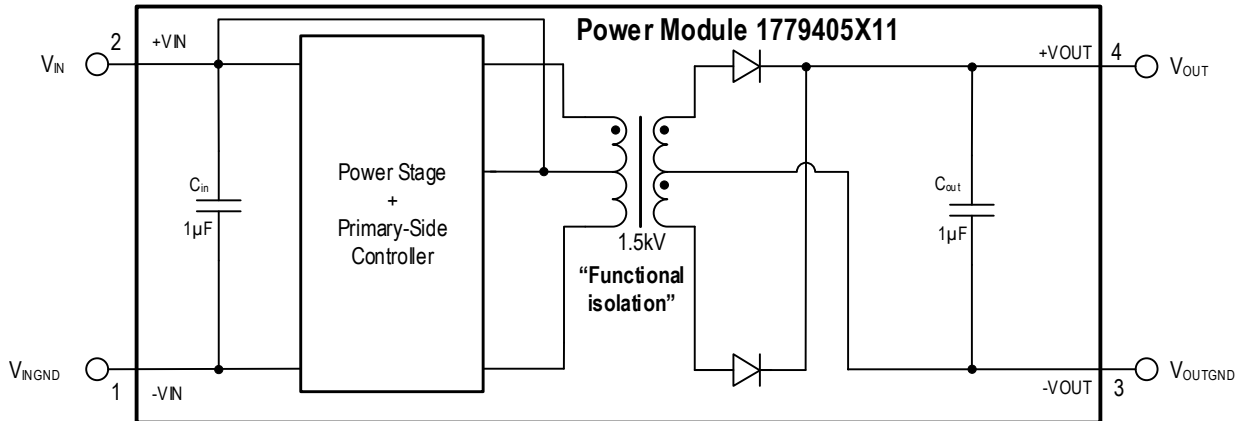 Power Module 1779405X11
2
+VIN
+VOUT
4
VIN
VOUT
Cin
1µF
Power Stage
+
Primary-Side
Controller
1.5kV
“Functional
isolation”
Cout
1µF
VINGND
1
-VIN
-VOUT
3
VOUTGND